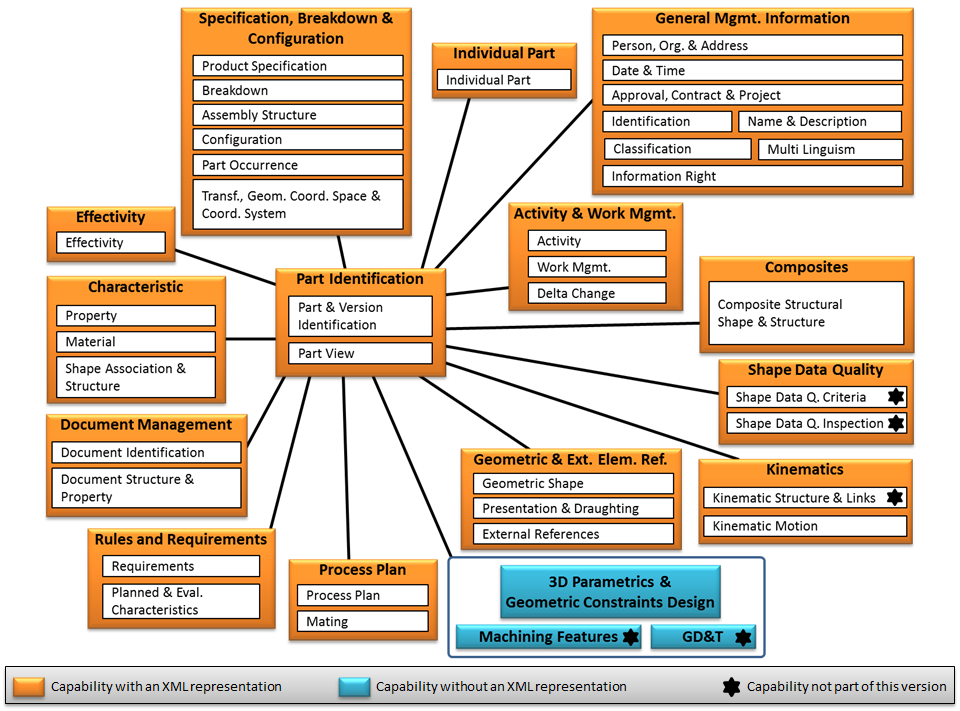 Specification, Breakdown &
Configuration
Product Specification
Breakdown
Assembly Structure
Configuration
Part Occurrence
Transf., Geom. Coord. Space &
Coord. System
Individual Part
Individual Part
General Mgmt. Information
Person, Org. & Address
Date & Time
Approval, Contract & Project
Identification
Name & Description
Classification
Multi Linguism
Information Right
Effectivity
Effectivity
Activity & Work Mgmt.
Activity
Work Mgmt.
Delta Change
Characteristic
Property
Material
Shape Association &
Structure
Part Identification
Part & Version
Identification
Part View
Composites
Composite Structural
Shape & Structure
Shape Data Quality
Shape Data Q. Criteria
Shape Data Q. Inspection
Document Management
Document Identification
Document Structure &
Property
Geometric & Ext. Elem. Ref.
Geometric Shape
Presentation & Draughting
External References
Kinematics
Kinematic Structure & Links
Kinematic Motion
Rules and Requirements
Requirements
Planned & Eval.
Characteristics
Process Plan
Process Plan
Mating
3D Parametrics &
Geometric Constraints Design
Machining Features
GD&T
Capability with an XML representation
Capability without an XML representation
Capability not part of this version